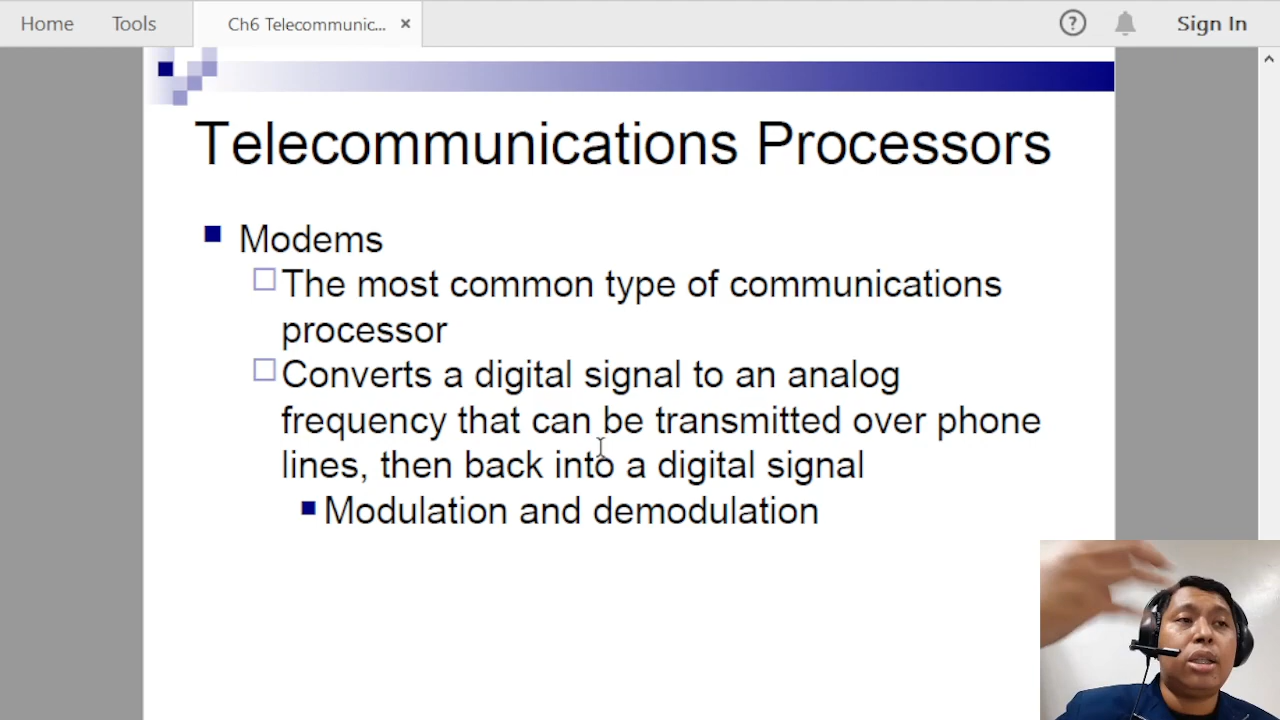 Home Tools Ch6 Telecommunic... × ? Sign In
Telecommunications Processors
Modems
The most common type of communications
processor
Converts a digital signal to an analog
frequency that can be transmitted over phone
lines, then back into a digital signal
Modulation and demodulation